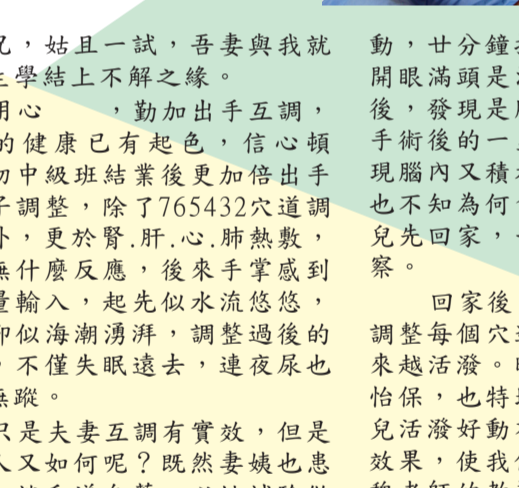 ，姑且一試，吾妻與我就
學結上不解之緣。
用心　　，勤加出手互調，
的健康已有起色，信心頓
初中級班結業後更加倍出手
子調整，除了765432穴道調
外，更於腎.肝.心.肺熱敷，
無什麼反應，後來手掌感到
量輸入，起先似水流悠悠，
卻似海潮湧湃，調整過後的
，不僅失眠遠去，連夜尿也
無蹤。
只是夫妻互調有實效，但是
人又如何呢？既然妻姨也患
動，廿分鐘
開眼滿頭是
後，發現是
手術後的一
現腦內又積
也不知為何
兒先回家，
察。
回家後
調整每個穴
來越活潑。
怡保，也特
兒活潑好動
效果，使我